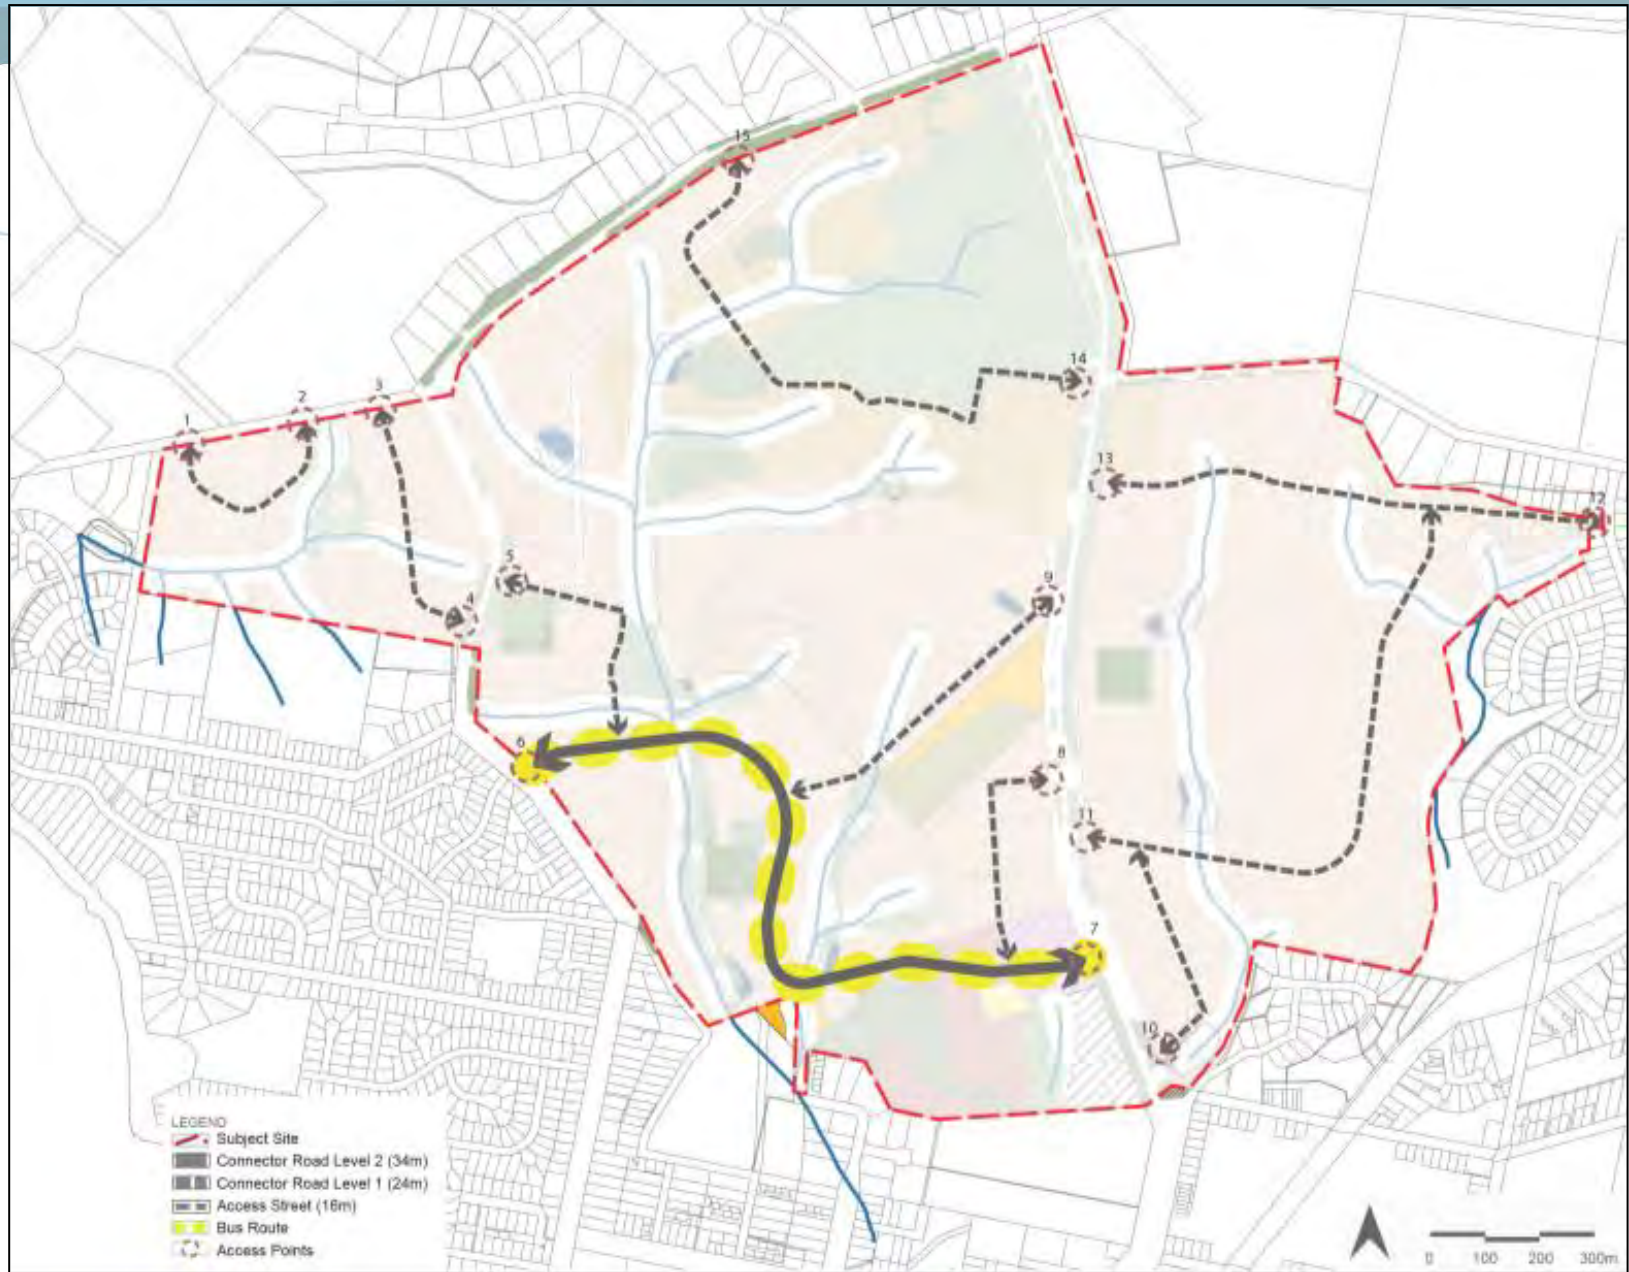 15
14
1
2
3
13
12
5
4
9
6
8
11
7
10
LEGEND
Subject Site
Connector Road Level 2 (34m)
Connector Road Level 1 (24m)
Access Street (16m)
Bus Route
Access Points
0 100 200 300m